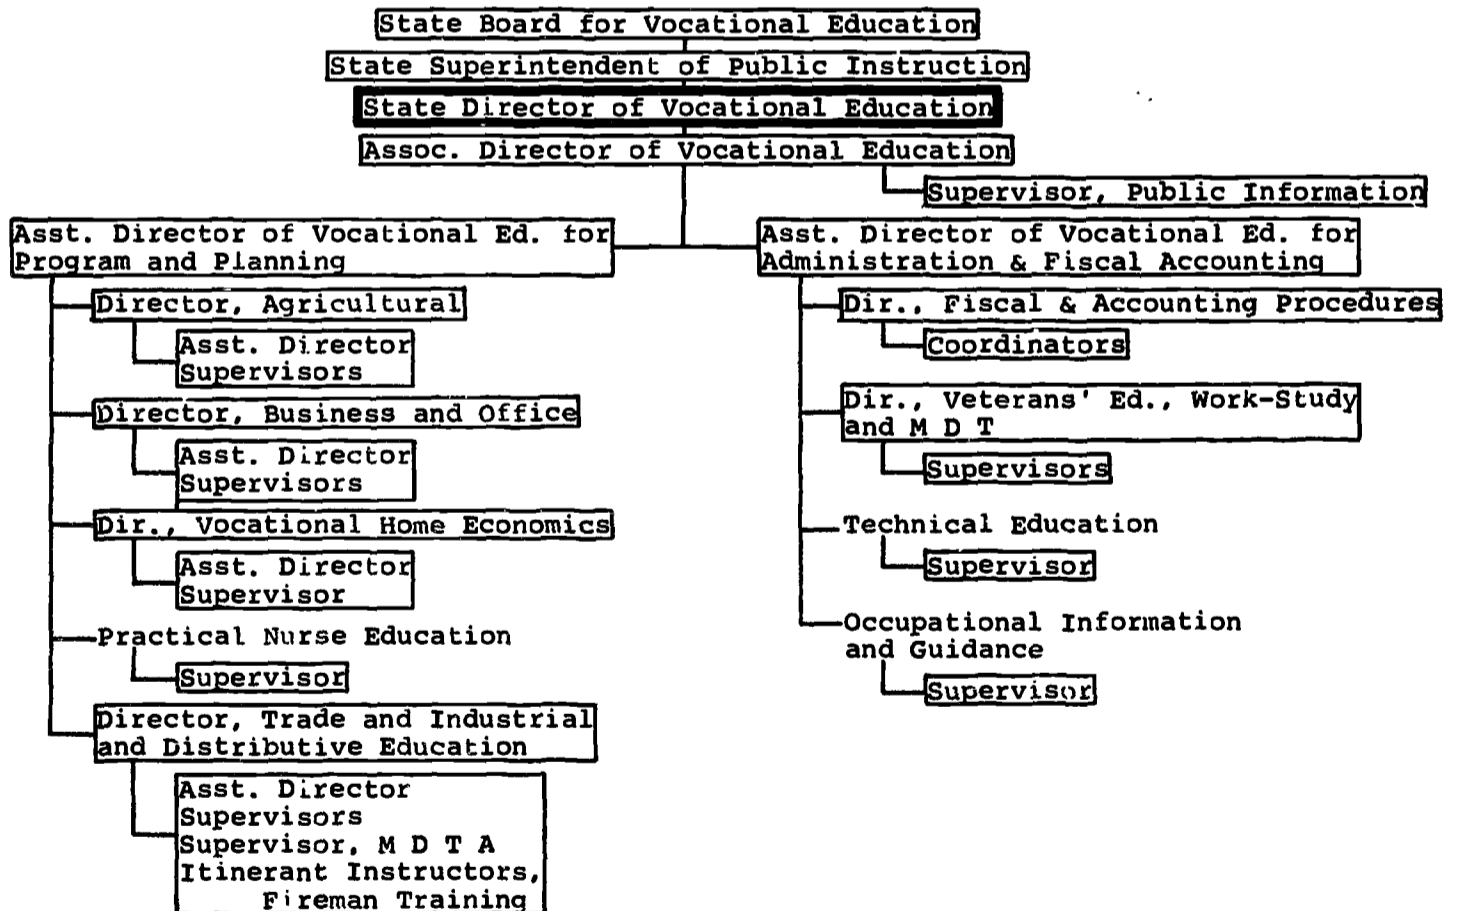 State Board for Vocational Education
State Superintendent of Public Instruction
State Director of Vocational Education
Assoc. Director of Vocational Education
Supervisor, Public Information
Asst. Director of Vocational Ed. for
Program and Planning
Director, Agricultural
Asst. Director
Supervisors
Director, Business and Office
Asst. Director
Supervisors
Dir., Vocational Home Economics
Asst. Director
Supervisor
Practical Nurse Education
Supervisor
Director, Trade and Industrial
and Distributive Education
Asst. Director
Supervisors
Supervisor, M D T A
Itinerant Instructors,
Fireman Training
Asst. Director of Vocational Ed. for
Administration & Fiscal Accounting
Dir., Fiscal & Accounting Procedures
Coordinators
Dir., Veterans' Ed., Work-Study
and M D T
Supervisors
Technical Education
Supervisor
Occupational Information
and Guidance
Supervisor